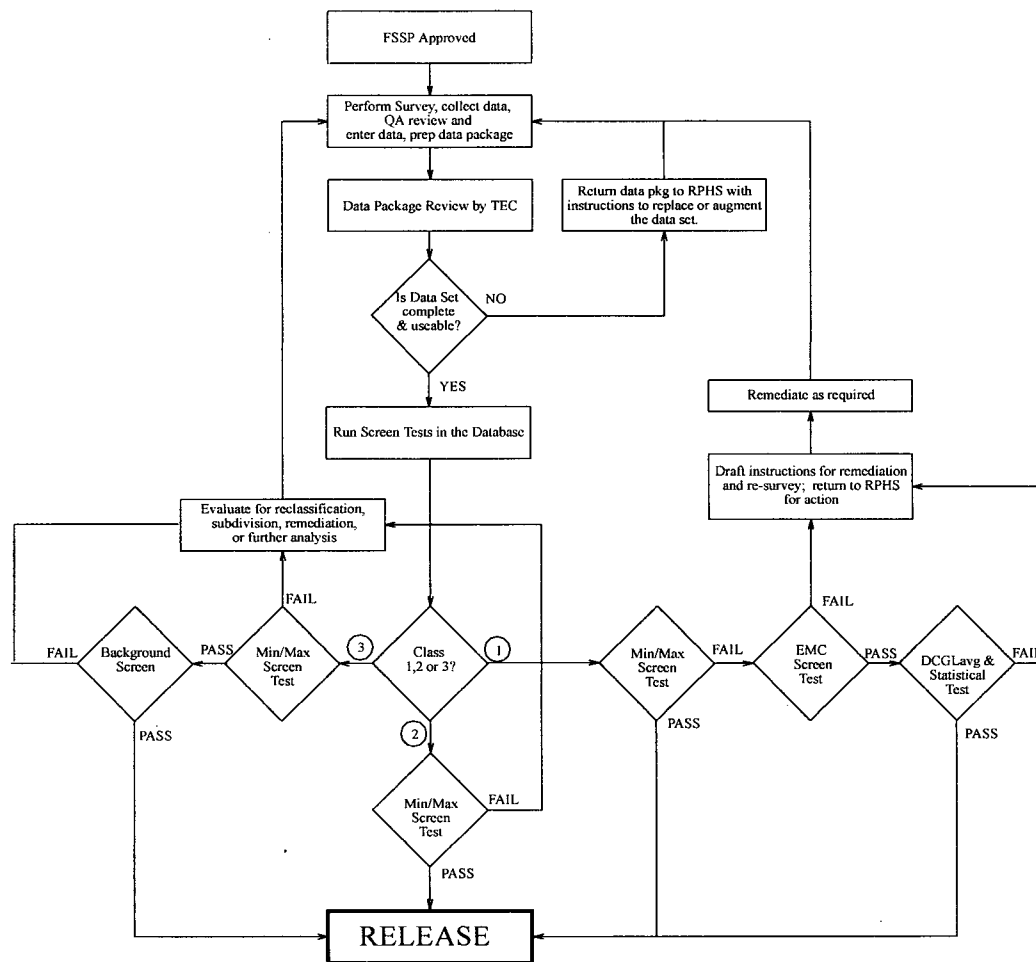 FSSP Approved
Perform Survey, collect data,
QA review and
enter data, prep data package
Data Package Review by TEC
Return data pkg to RPHS with
instructions to replace or augment
the data set.
Is Data Set
complete
& useable?
NO
YES
Run Screen Tests in the Database
Remediate as required
Draft instructions for remediation
and re-survey; return to RPHS
for action
Evaluate for reclassification,
subdivision, remediation,
or further analysis
FAIL
FAIL
FAIL
Background
Screen
PASS
Min/Max
Screen
Test
3
Class
1,2 or 3?
1
Min/Max
Screen
Test
FAIL
EMC
Screen
Test
PASS
DCGLavg &
Statistical
Test
FAIL
PASS
2
PASS
PASS
Min/Max
Screen
Test
FAIL
PASS
RELEASE